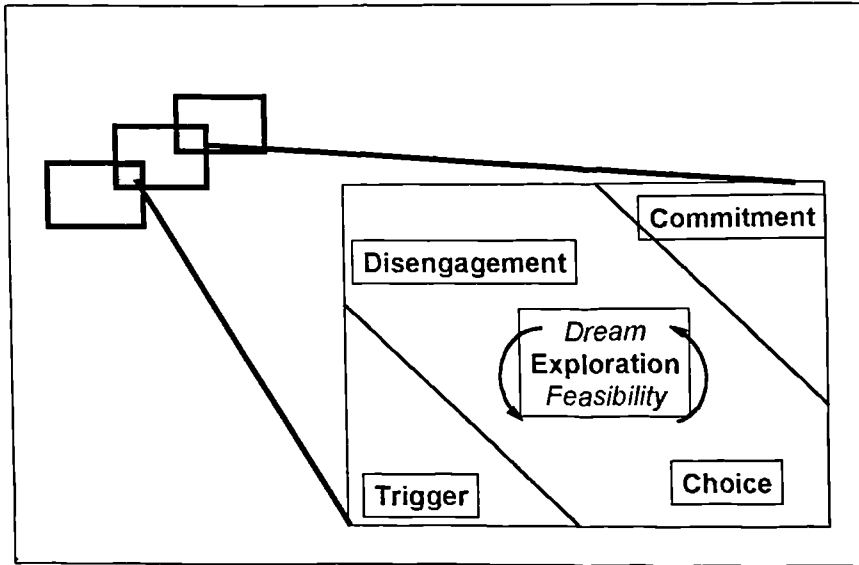 Commitment
Disengagement
Dream
Exploration
Feasibility
Trigger
Choice